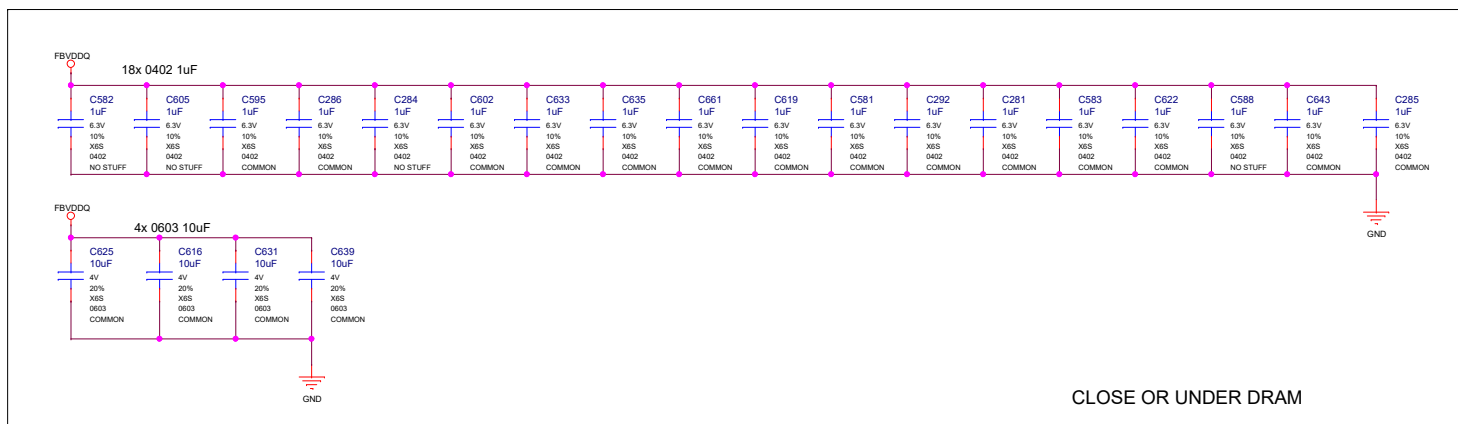 FBVDDQ
18x 0402 1uF
C582 C605 C595 C286 C284 C602 C633 C635 C661 C619 C581 C292 C281 C583 C622 C588 C643 C285
1uF 1uF 1uF 1uF 1uF 1uF 1uF 1uF 1uF 1uF 1uF 1uF 1uF 1uF 1uF 1uF 1uF 1uF
6.3V 6.3V 6.3V 6.3V 6.3V 6.3V 6.3V 6.3V 6.3V 6.3V 6.3V 6.3V 6.3V 6.3V 6.3V 6.3V 6.3V 6.3V
10% 10% 10% 10% 10% 10% 10% 10% 10% 10% 10% 10% 10% 10% 10% 10% 10% 10%
X6S X6S X6S X6S X6S X6S X6S X6S X6S X6S X6S X6S X6S X6S X6S X6S X6S X6S
0402 0402 0402 0402 0402 0402 0402 0402 0402 0402 0402 0402 0402 0402 0402 0402 0402 0402
NO STUFF NO STUFF COMMON COMMON NO STUFF COMMON COMMON COMMON COMMON COMMON COMMON COMMON COMMON COMMON COMMON NO STUFF COMMON COMMON
GND
FBVDDQ
4x 0603 10uF
C625 C616 C631 C639
10uF 10uF 10uF 10uF
4V 4V 4V 4V
20% 20% 20% 20%
X6S X6S X6S X6S
0603 0603 0603 0603
COMMON COMMON COMMON COMMON
GND
CLOSE OR UNDER DRAM